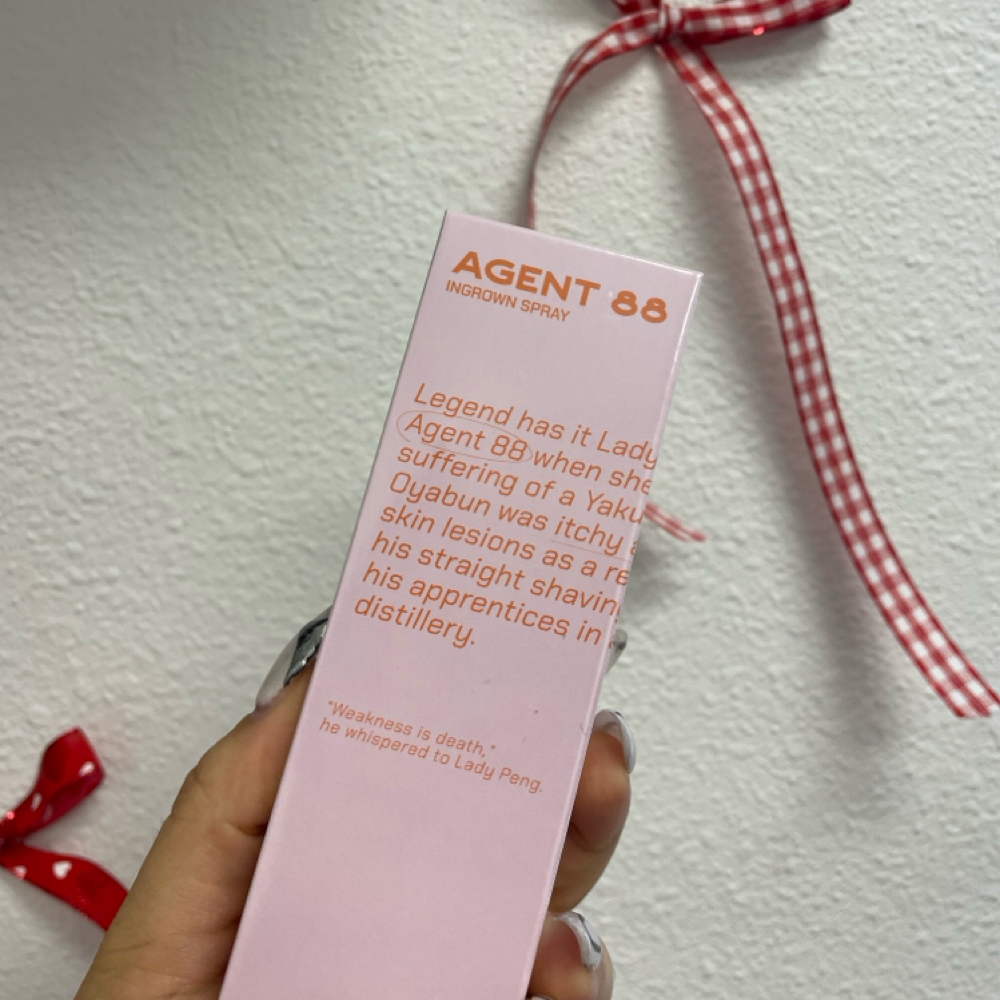 AGENT 88
INGROWN SPRAY
Legend has it Lady
Agent 88 when she
suffering of a Yaku
Oyabun was itchy
skin lesions as a re
his straight shaving
his apprentices in
distillery.
"Weakness is death,"
he whispered to Lady Peng.